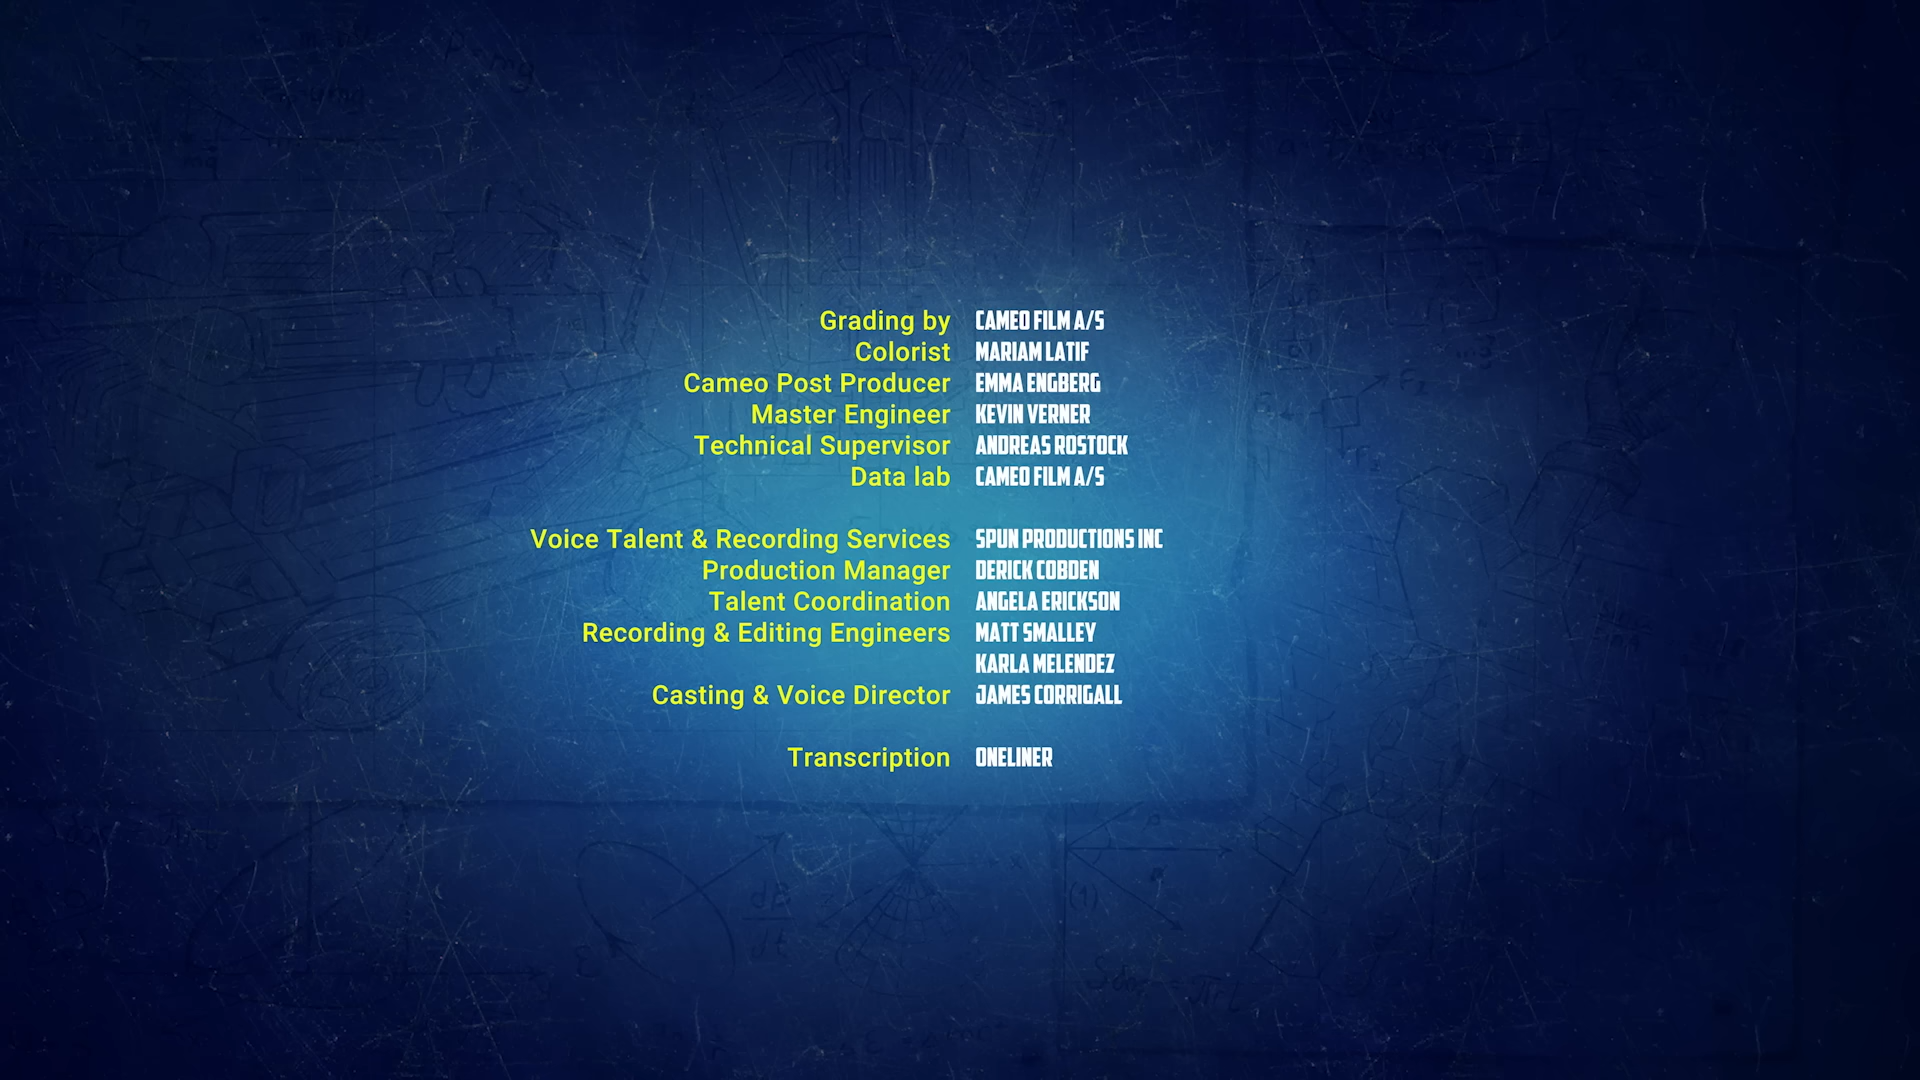 Grading by CAMEO FILM A/S
Colorist MARIAM LATIF
Cameo Post Producer EMMA ENGBERG
Master Engineer KEVIN VERNER
Technical Supervisor ANDREAS ROSTOCK
Data lab CAMEO FILM A/S
Voice Talent & Recording Services SPUN PRODUCTIONS INC
Production Manager DERICK COBDEN
Talent Coordination ANGELA ERICKSON
Recording & Editing Engineers MATT SMALLEY
KARLA MELENDEZ
Casting & Voice Director JAMES CORRIGALL
Transcription ONELINER